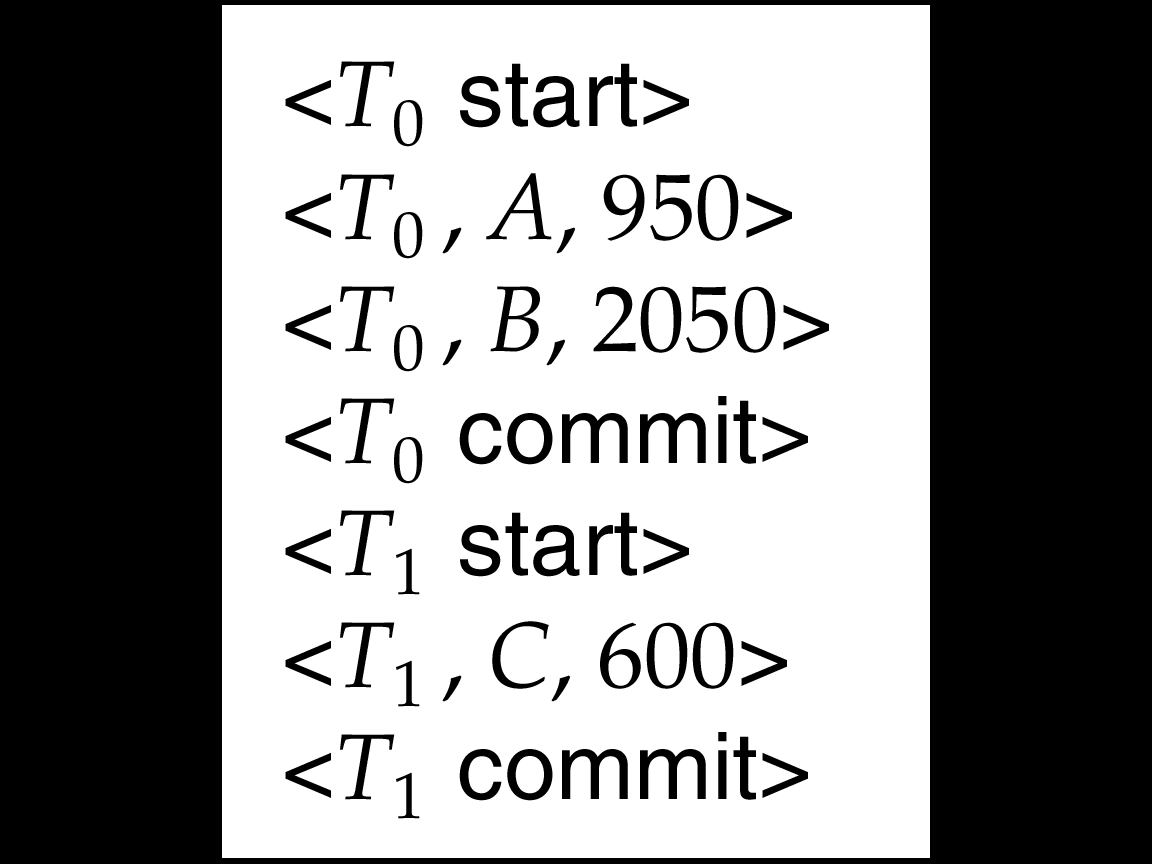 <T₀ start>
<T₀ , A, 950>
<T₀ , B, 2050>
<T₀ commit>
<T₁ start>
<T₁ , C, 600>
<T₁ commit>